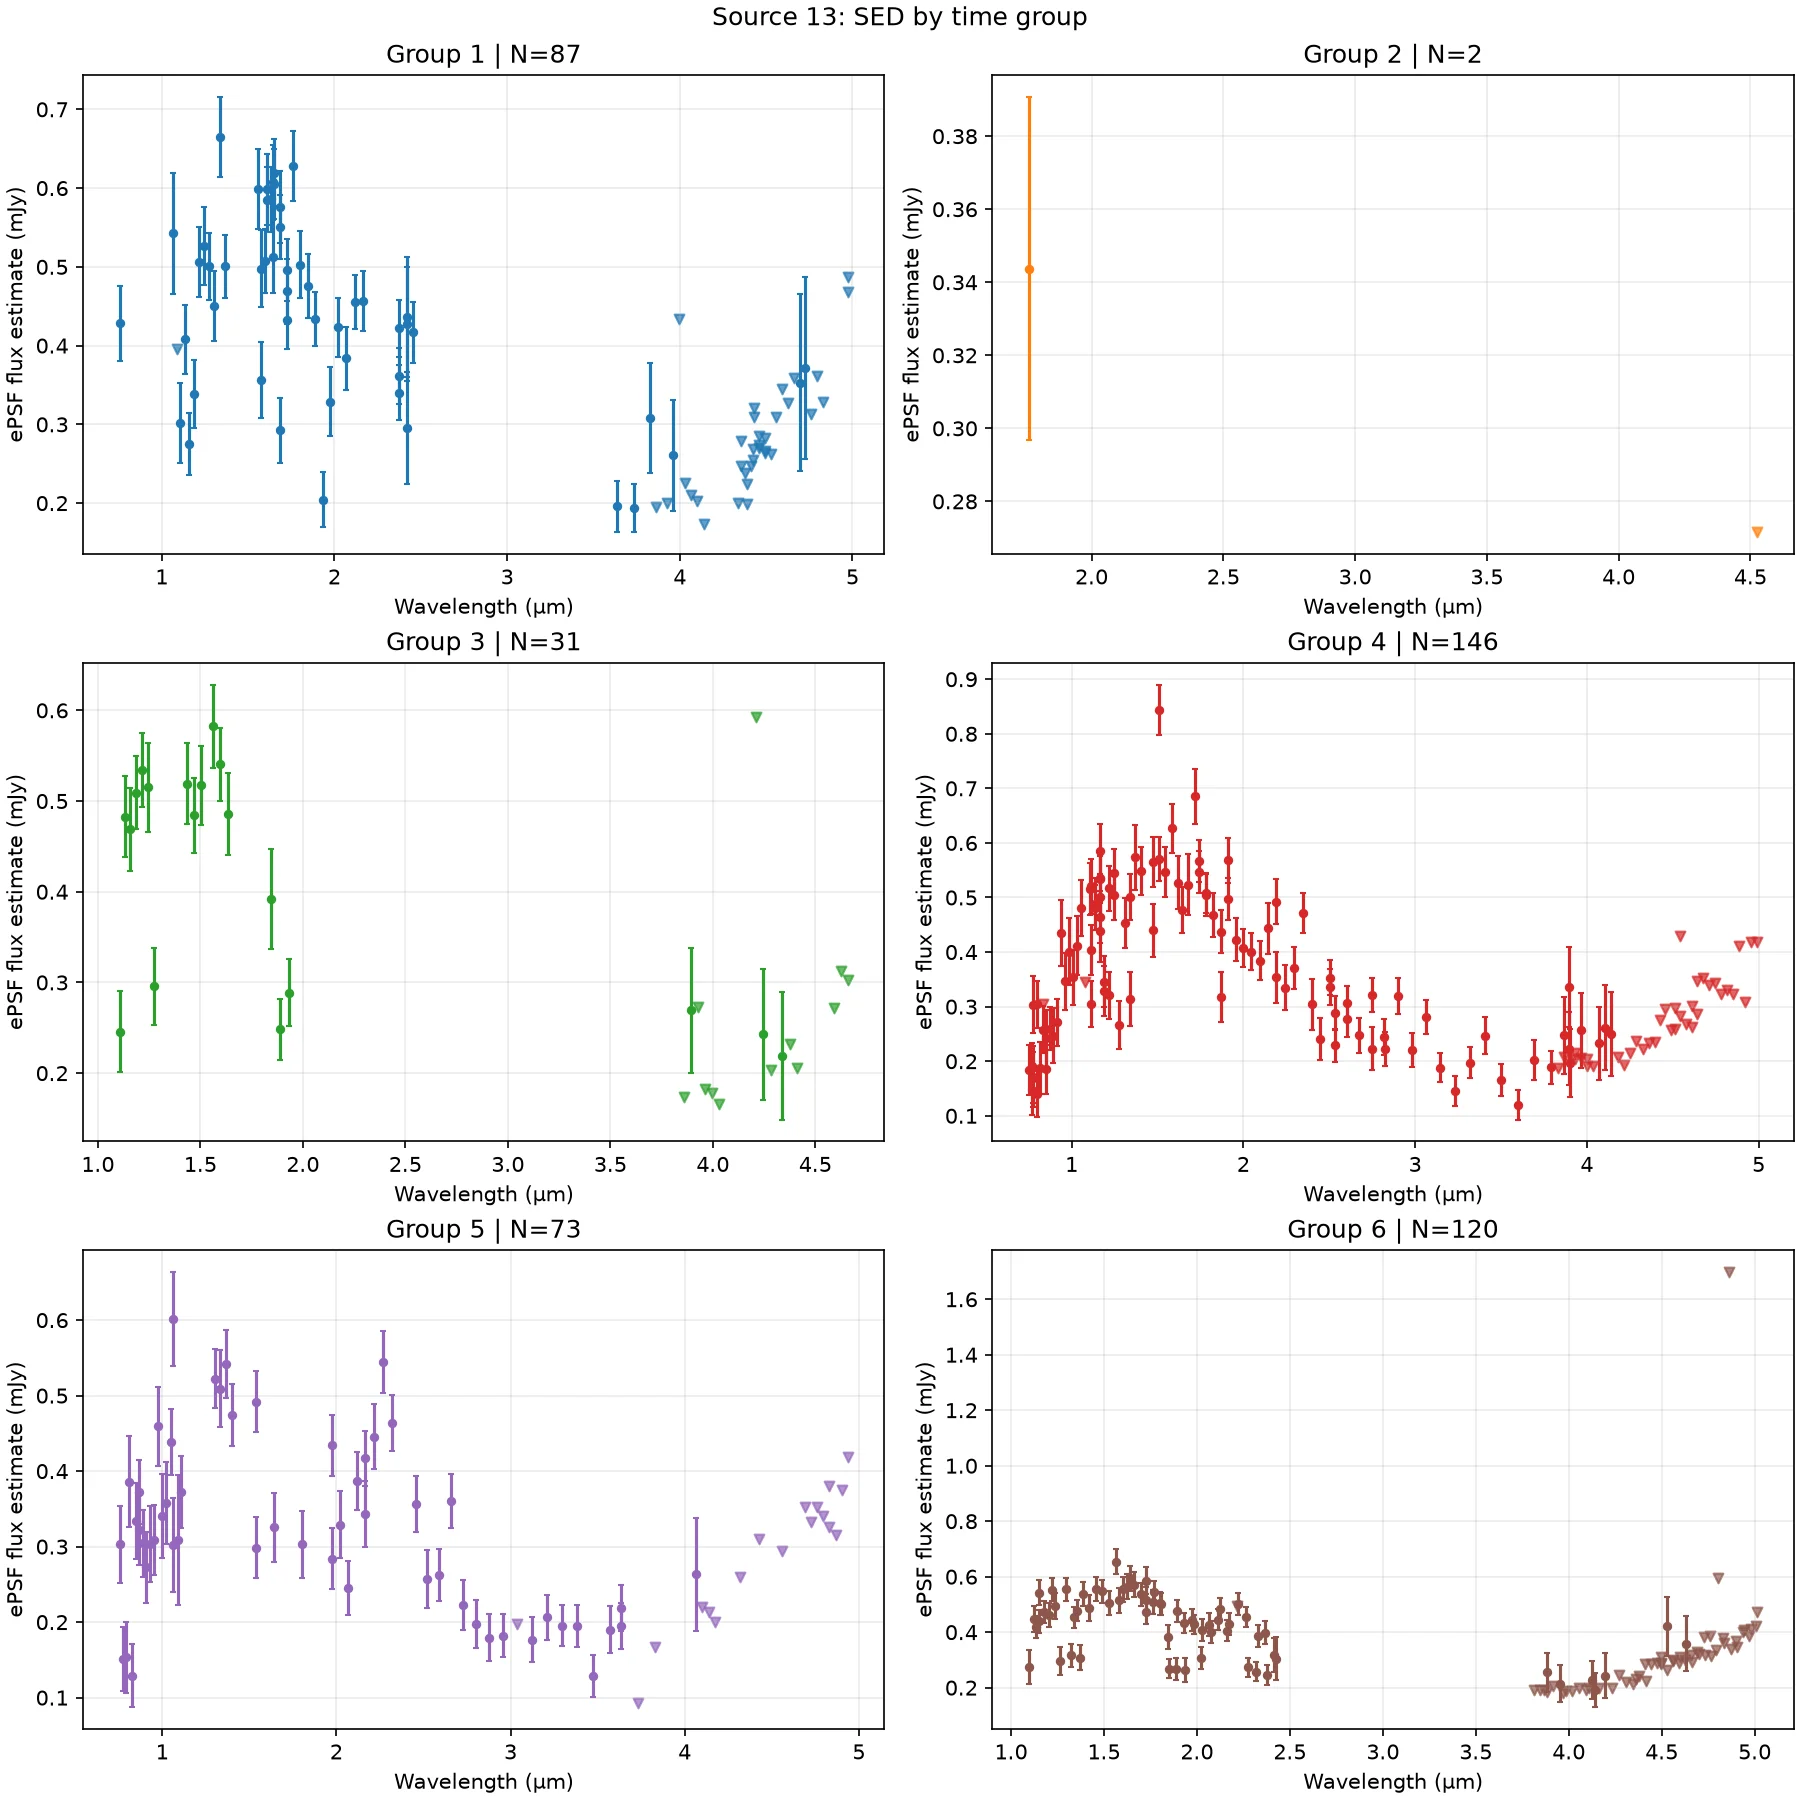 Source 13: SED by time group
Group 1 | N=87
0.7
0.6
0.5
0.4
0.3
0.2
ePSF flux estimate (mJy)
1 2 3 4 5
Wavelength (μm)
Group 2 | N=2
0.38
0.36
0.34
0.32
0.30
0.28
ePSF flux estimate (mJy)
2.0 2.5 3.0 3.5 4.0 4.5
Wavelength (μm)
Group 3 | N=31
0.6
0.5
0.4
0.3
0.2
ePSF flux estimate (mJy)
1.0 1.5 2.0 2.5 3.0 3.5 4.0 4.5
Wavelength (μm)
Group 4 | N=146
0.9
0.8
0.7
0.6
0.5
0.4
0.3
0.2
0.1
ePSF flux estimate (mJy)
1 2 3 4 5
Wavelength (μm)
Group 5 | N=73
0.6
0.5
0.4
0.3
0.2
0.1
ePSF flux estimate (mJy)
1 2 3 4 5
Wavelength (μm)
Group 6 | N=120
1.6
1.4
1.2
1.0
0.8
0.6
0.4
0.2
ePSF flux estimate (mJy)
1.0 1.5 2.0 2.5 3.0 3.5 4.0 4.5 5.0
Wavelength (μm)